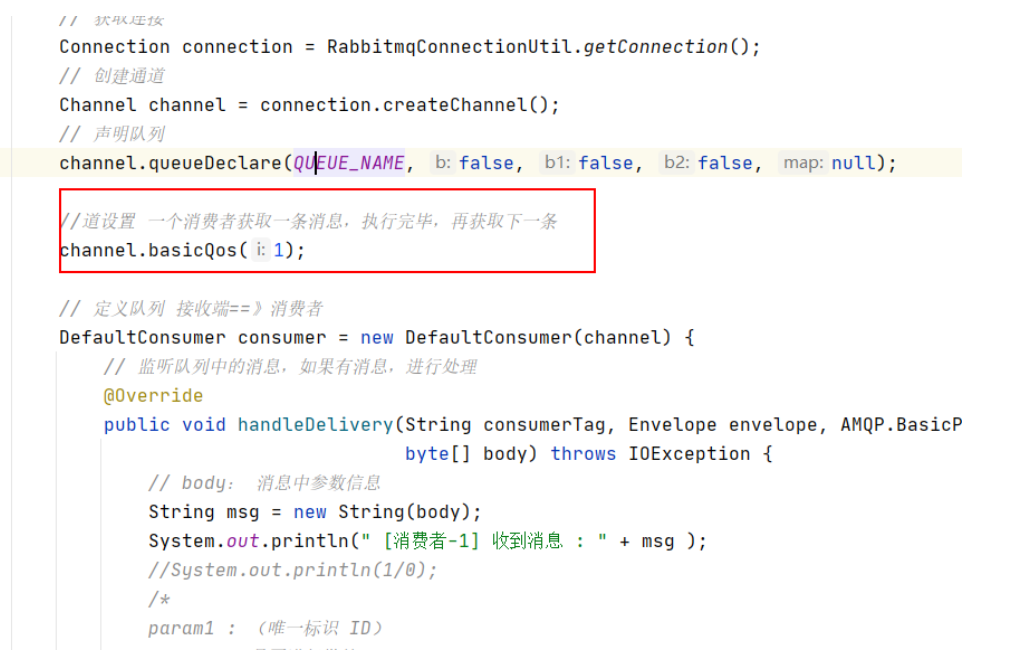 // 获取连接
Connection connection = RabbitmqConnectionUtil.getConnection();
// 创建通道
Channel channel = connection.createChannel();
// 声明队列
channel.queueDeclare(QUEUE_NAME, b: false, b1: false, b2: false, map: null);
//道设置 一个消费者获取一条消息，执行完毕，再获取下一条
channel.basicQos( i: 1);
// 定义队列 接收端==》消费者
DefaultConsumer consumer = new DefaultConsumer(channel) {
// 监听队列中的消息，如果有消息，进行处理
@Override
public void handleDelivery(String consumerTag, Envelope envelope, AMQP.BasicP
byte[] body) throws IOException {
// body： 消息中参数信息
String msg = new String(body);
System.out.println(" [消费者-1] 收到消息 : " + msg );
//System.out.println(1/0);
/*
param1 : （唯一标识 ID）